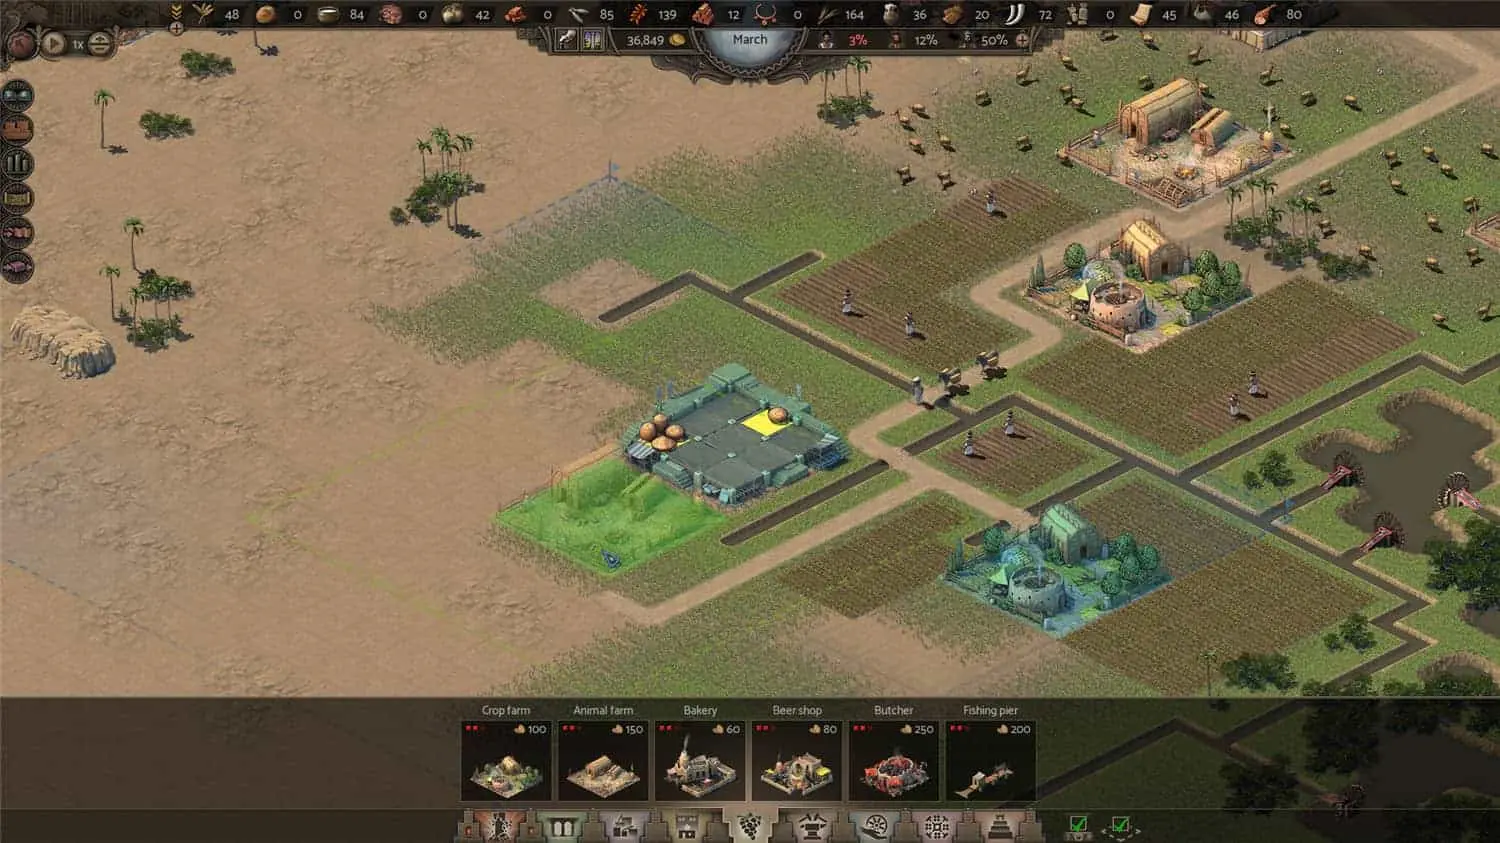 48 0 84 0 42 0 85 139 12 0 164 36 20 72 0 45 46 80
1x 36,849 March 3% 12% 50%
Crop farm Animal farm Bakery Beer shop Butcher Fishing pier
100 150 60 80 250 200